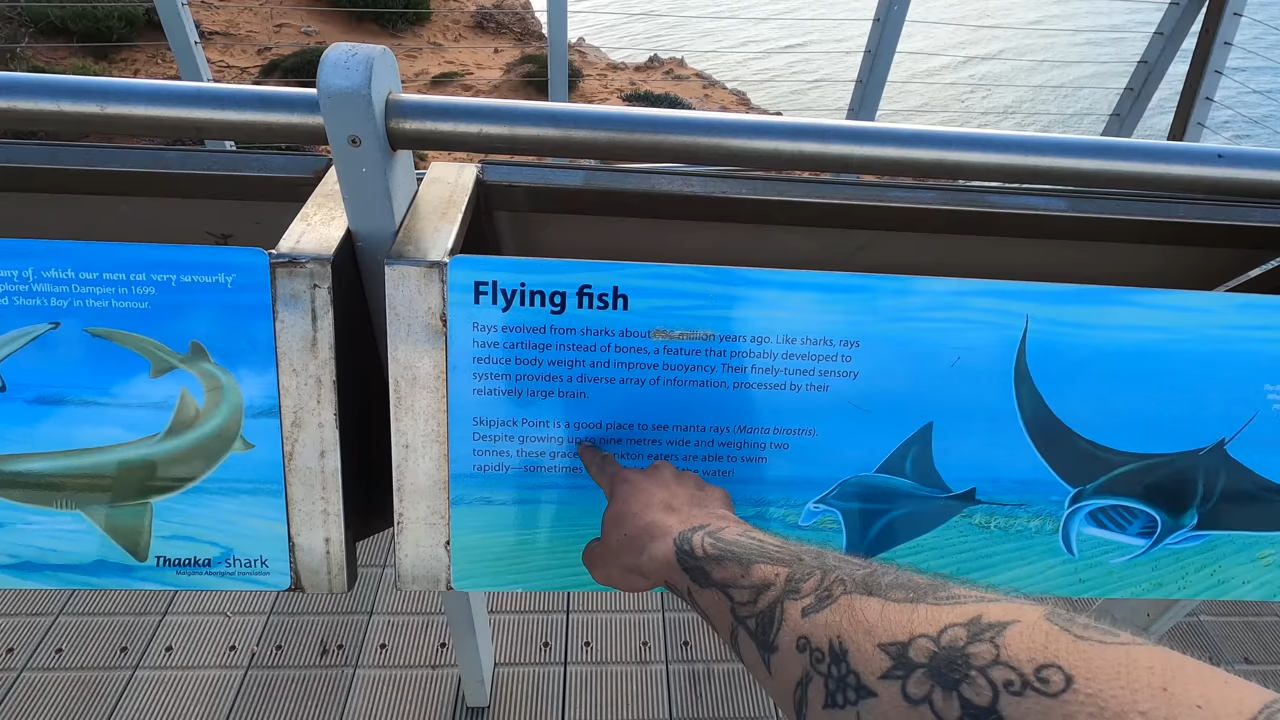 any of, which our men eat very savourily"
plorer William Dampier in 1699.
ed 'Shark's Bay' in their honour.
Thaaka - shark
Malgana Aboriginal translation
Flying fish
Rays evolved from sharks about million years ago. Like sharks, rays
have cartilage instead of bones, a feature that probably developed to
reduce body weight and improve buoyancy. Their finely-tuned sensory
system provides a diverse array of information, processed by their
relatively large brain.
Skipjack Point is a good place to see manta rays (Manta birostris).
Despite growing up to nine metres wide and weighing two
tonnes, these grace nkton eaters are able to swim
rapidly—sometimes the water!